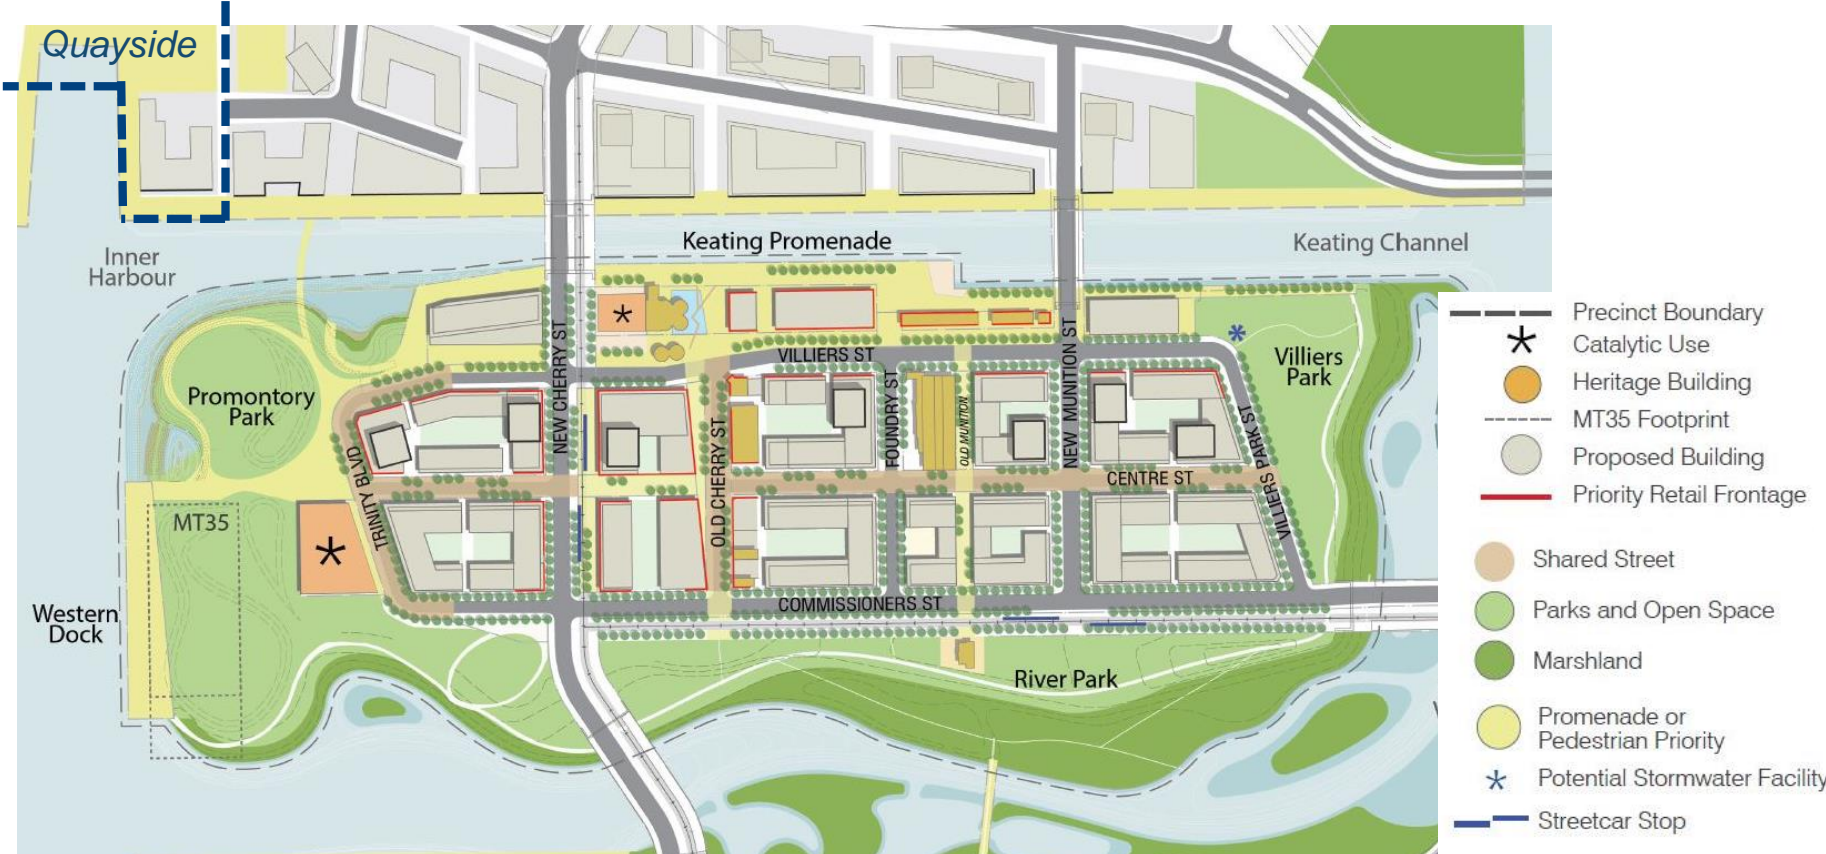 Quayside
Inner
Harbour
Keating Promenade
Keating Channel
NEW CHERRY ST
VILLIERS ST
NEW MUNITION ST
Villiers
Park
Promontory
Park
FOUNDRY ST
OLD MUNITION
OLD CHERRY ST
TRINITY BLVD
CENTRE ST
VILLIERS PARK ST
MT35
Western
Dock
COMMISSIONERS ST
River Park
Precinct Boundary
Catalytic Use
Heritage Building
MT35 Footprint
Proposed Building
Priority Retail Frontage
Shared Street
Parks and Open Space
Marshland
Promenade or
Pedestrian Priority
Potential Stormwater Facility
Streetcar Stop